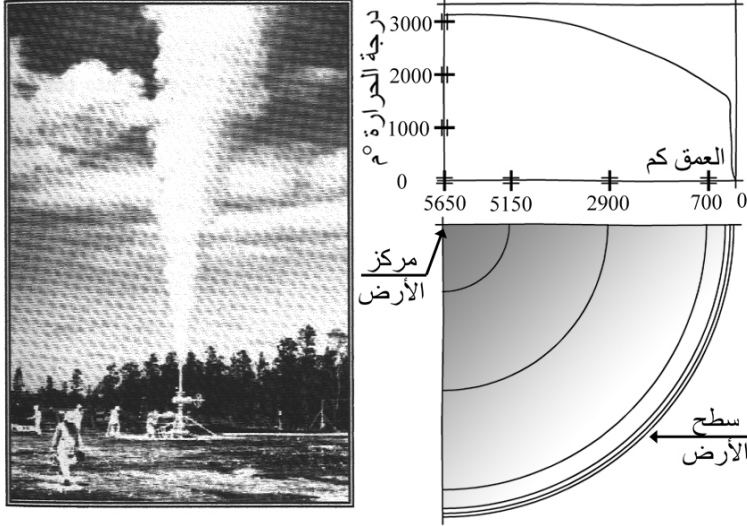 درجة الحرارة °م
3000
2000
1000
0
العمق كم
5650 5150 2900 700 0
مركز
الأرض
سطح
الأرض